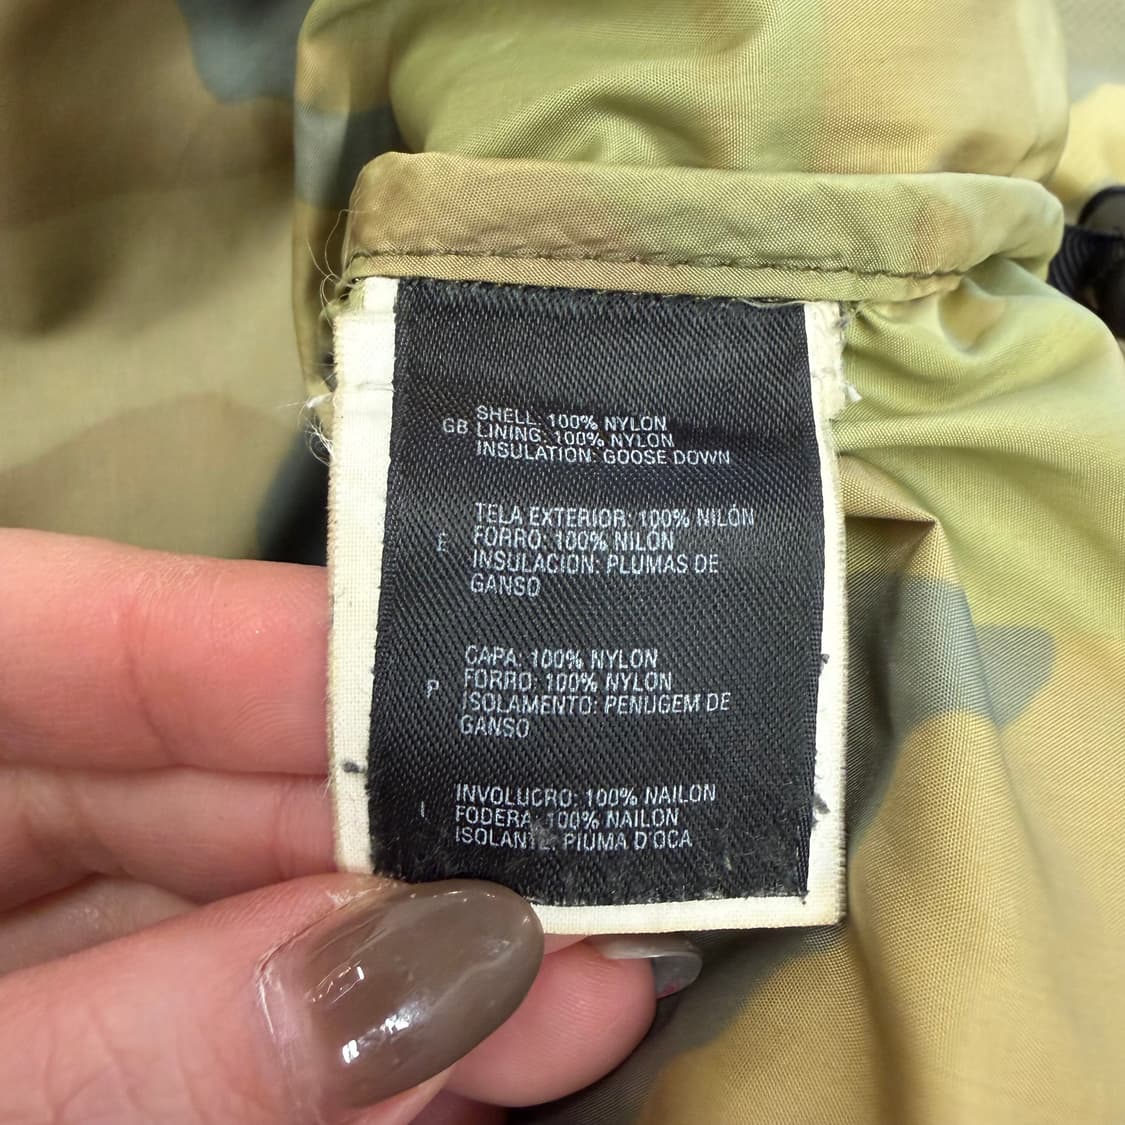 GB
SHELL: 100% NYLON
LINING: 100% NYLON
INSULATION: GOOSE DOWN
E
TELA EXTERIOR: 100% NILÓN
FORRO: 100% NILÓN
INSULACION: PLUMAS DE
GANSO
P
CAPA: 100% NYLON
FORRO: 100% NYLON
ISOLAMENTO: PENUGEM DE
GANSO
I
INVOLUCRO: 100% NAILON
FODERA: 100% NAILON
ISOLANTE: PIUMA D'OCA